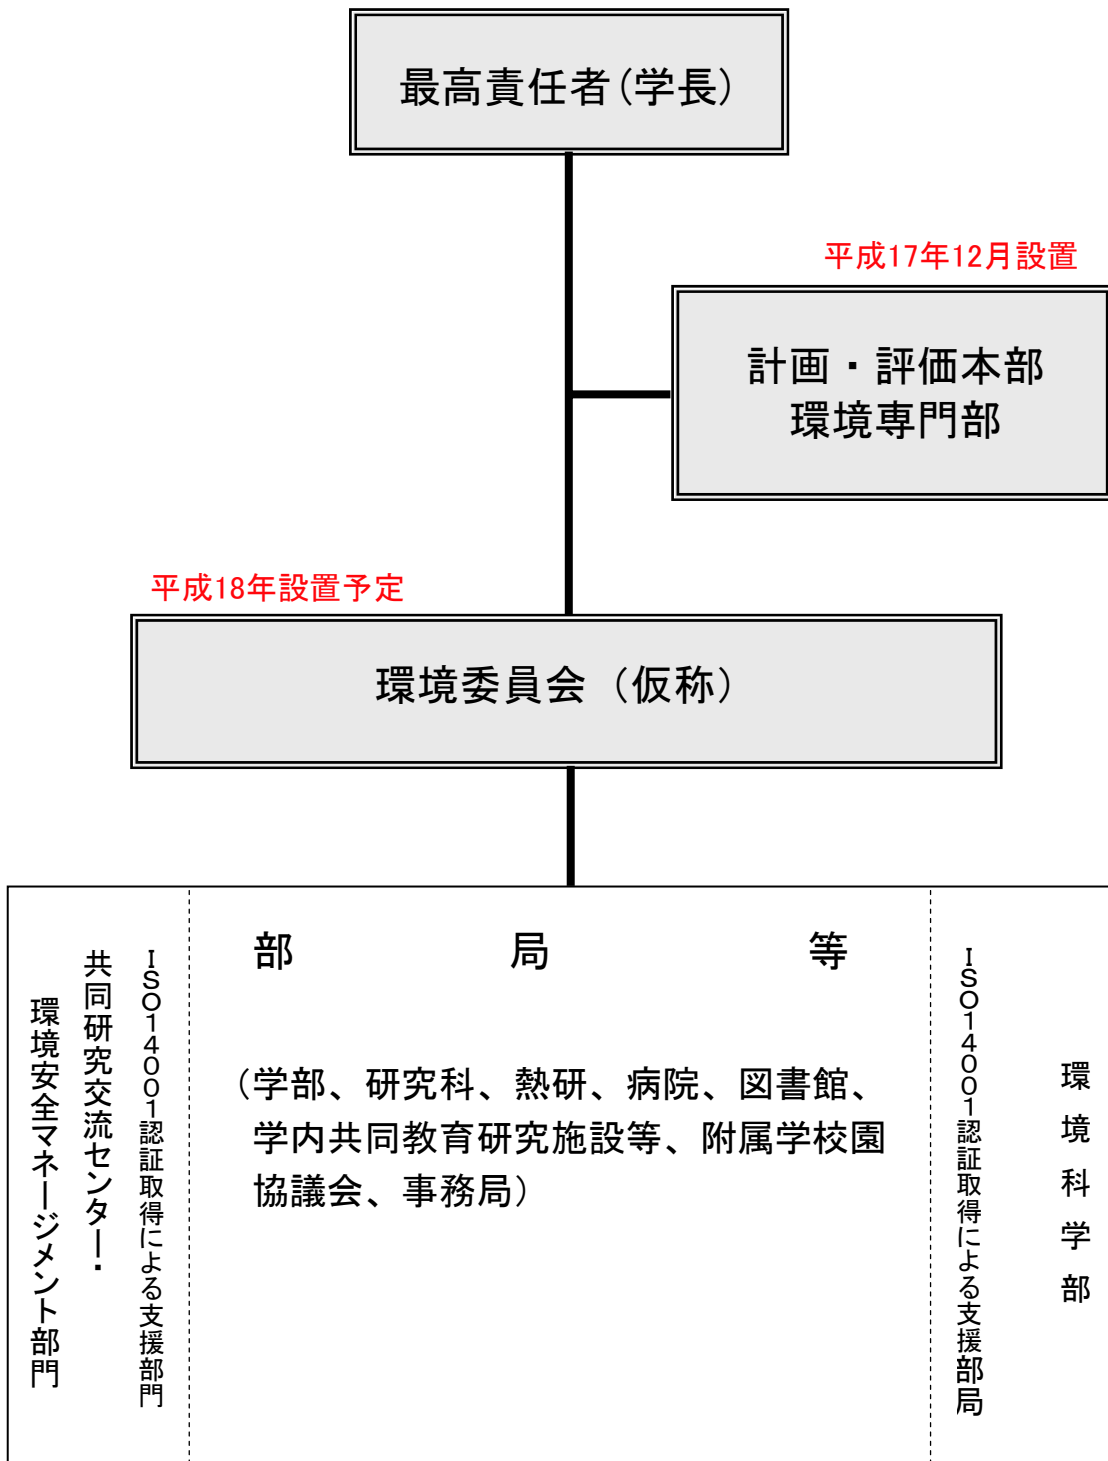 最高責任者(学長)
平成17年12月設置
計画・評価本部
環境専門部
平成18年設置予定
環境委員会(仮称)
部局等
(学部、研究科、熱研、病院、図書館、
学内共同教育研究施設等、附属学校園
協議会、事務局)
環境科学部
ISO14001認証取得による支援部局
ISO14001認証取得による支援部門
共同研究交流センター・
環境安全マネージメント部門